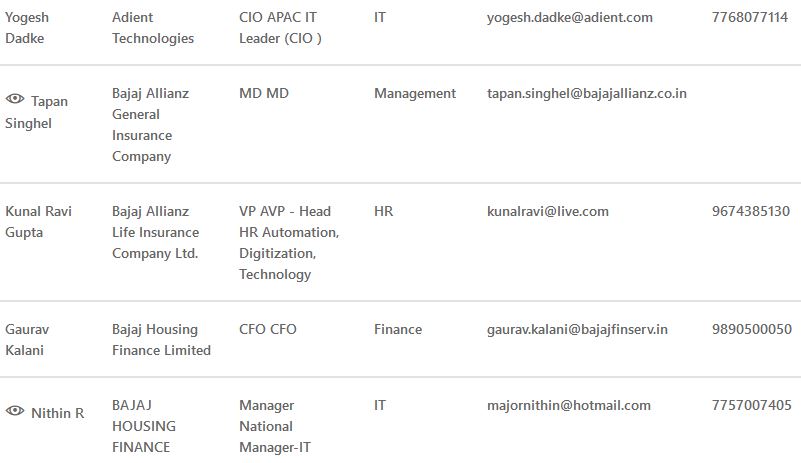 Yogesh Dadke Adient Technologies CIO APAC IT Leader (CIO ) IT yogesh.dadke@adient.com 7768077114
Tapan Singhel Bajaj Allianz General Insurance Company MD MD Management tapan.singhel@bajajallianz.co.in
Kunal Ravi Gupta Bajaj Allianz Life Insurance Company Ltd. VP AVP - Head HR Automation, Digitization, Technology HR kunalravi@live.com 9674385130
Gaurav Kalani Bajaj Housing Finance Limited CFO CFO Finance gaurav.kalani@bajajfinserv.in 9890500050
Nithin R BAJAJ HOUSING FINANCE Manager National Manager-IT IT majornithin@hotmail.com 7757007405